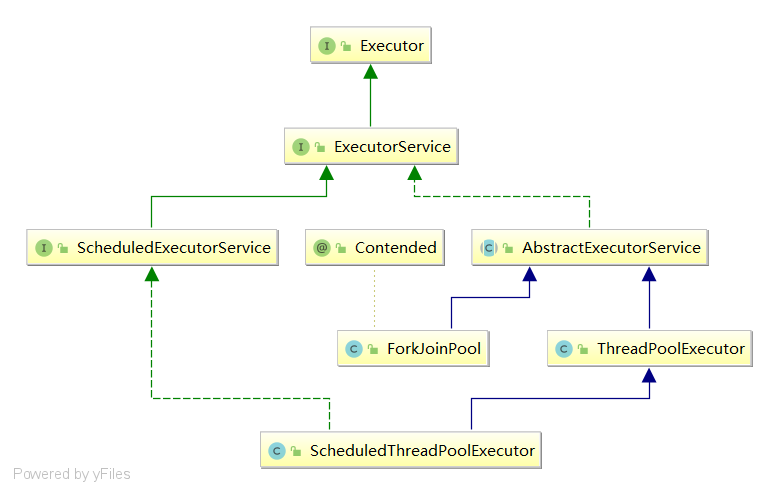 I Executor
I ExecutorService
I ScheduledExecutorService
@ Contended
C AbstractExecutorService
C ForkJoinPool
C ThreadPoolExecutor
C ScheduledThreadPoolExecutor
Powered by yFiles